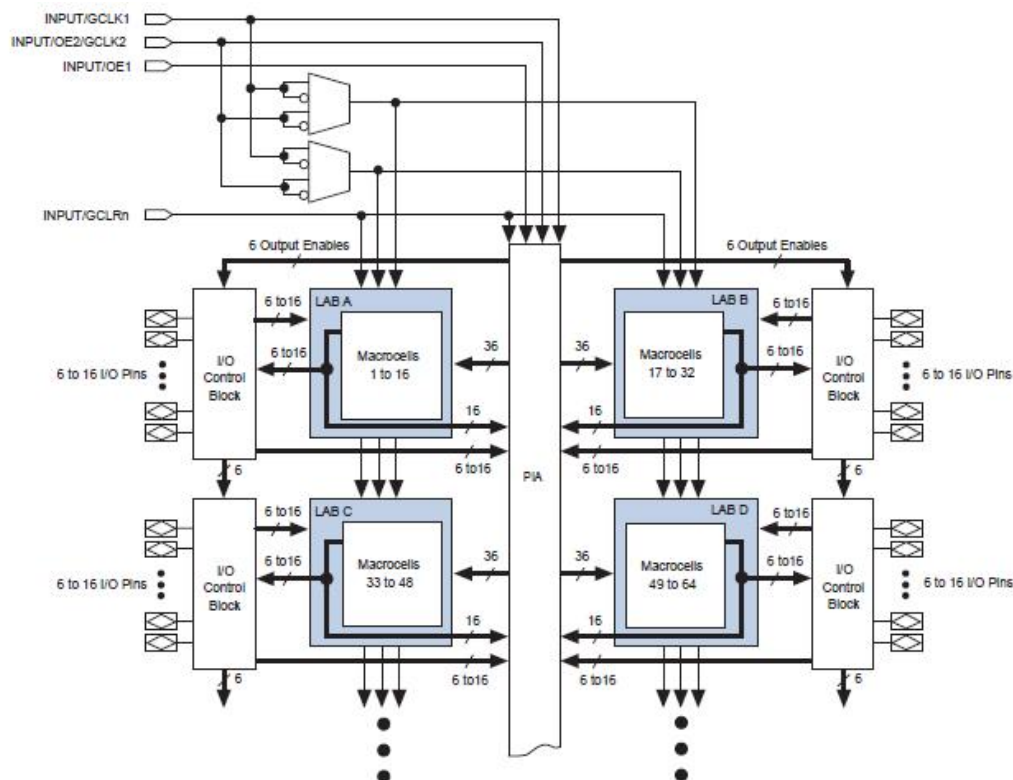 INPUT/GCLK1
INPUT/OE2/GCLK2
INPUT/OE1
INPUT/GCLRn
6 Output Enables
6 Output Enables
LAB A
LAB B
6 to16
6 to16
I/O
Control
Block
6 to16
Macrocells
1 to 16
36
36
Macrocells
17 to 32
6 to16
I/O
Control
Block
6 to 16 I/O Pins
6 to 16 I/O Pins
16
16
6 to16
6 to16
6
6
PIA
LAB C
LAB D
6 to16
6 to16
I/O
Control
Block
6 to16
Macrocells
33 to 48
36
36
Macrocells
49 to 64
6 to16
I/O
Control
Block
6 to 16 I/O Pins
6 to 16 I/O Pins
16
16
6 to16
6 to16
6
6